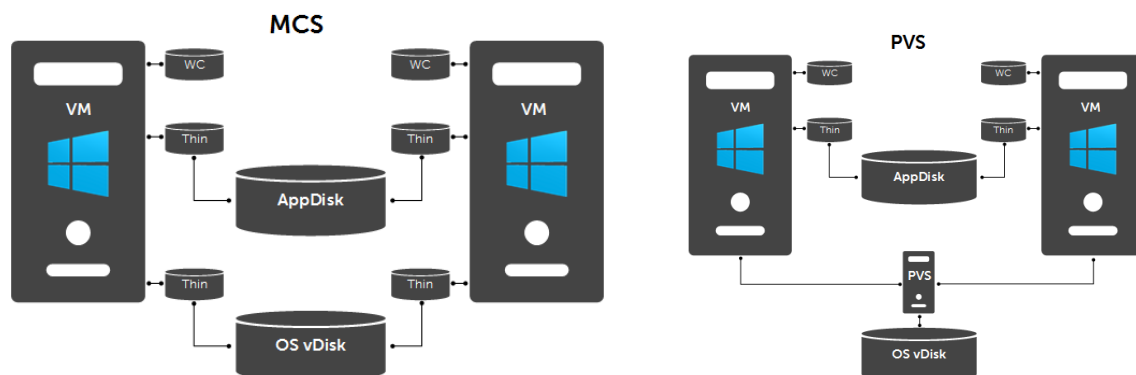 MCS
WC
WC
VM
VM
Thin
Thin
AppDisk
Thin
Thin
OS vDisk
PVS
WC
WC
VM
VM
Thin
Thin
AppDisk
PVS
OS vDisk